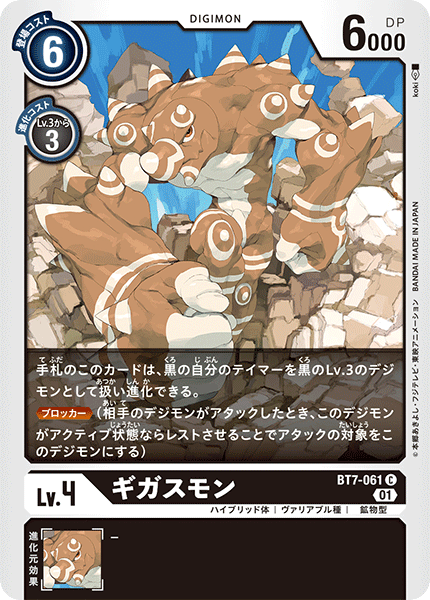 登場コスト
6
DIGIMON
6000
DP
進化コスト
Lv.3から
3
koki
©本郷あきよし・フジテレビ・東映アニメーション BANDAI MADE IN JAPAN
手札のこのカードは、黒の自分のテイマーを黒のLv.3のデジ
モンとして扱い進化できる。
ブロッカー (相手のデジモンがアタックしたとき、このデジモン
がアクティブ状態ならレストさせることでアタックの対象をこ
のデジモンにする)
BT7-061 C
01
Lv.4
ギガスモン
ハイブリッド体 | ヴァリアブル種 | 鉱物型
進化元効果
–